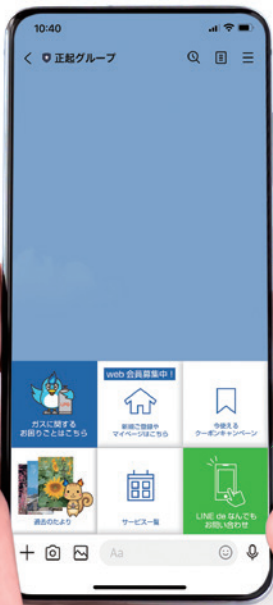 10:40
正起グループ
web 会員募集中！
ガスに関する
お困りごとはこちら
新規ご登録や
マイページはこちら
今使える
クーポンキャンペーン
過去のたより
サービス一覧
LINE de なんでも
お問い合わせ
Aa